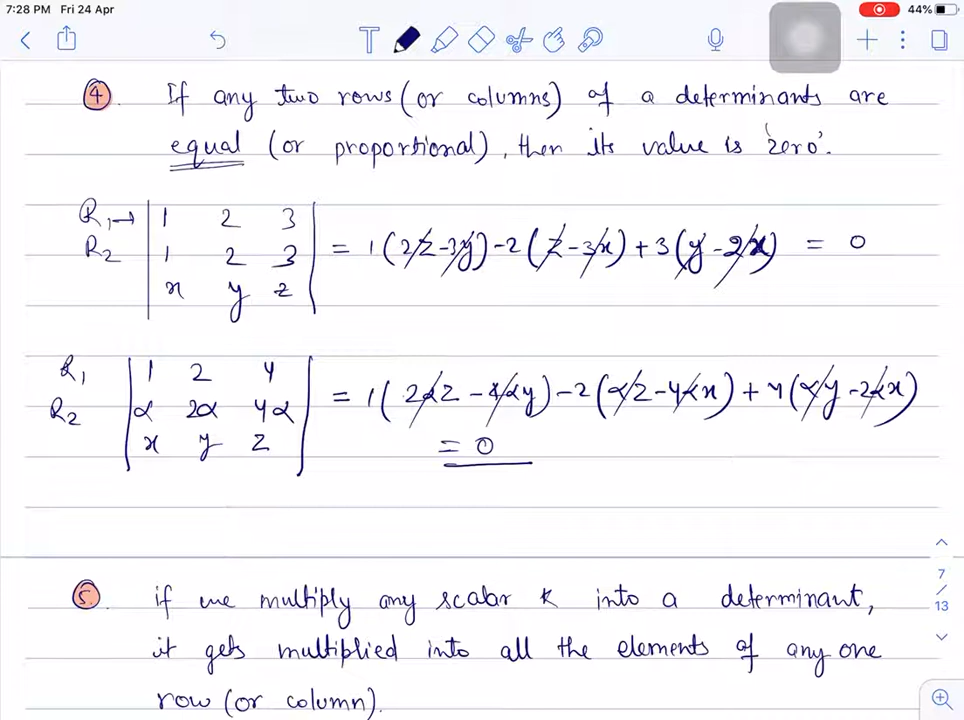 7:28 PM Fri 24 Apr
44%
4. If any two rows (or columns) of a determinants are
equal (or proportional), then its value is 'zero'.
R₁→ | 1 2 3 |
R₂ | 1 2 3 | = 1(2z-3y)-2(z-3x)+3(y-2x) = 0
| x y z |
R₁ | 1 2 4 |
R₂ | α 2α 4α | = 1(2αz-4αy)-2(αz-4αx)+4(αy-2αx)
| x y z | = 0
5. if we multiply any scalar k into a determinant,
it gets multiplied into all the elements of any one
row (or column).
7
/
13